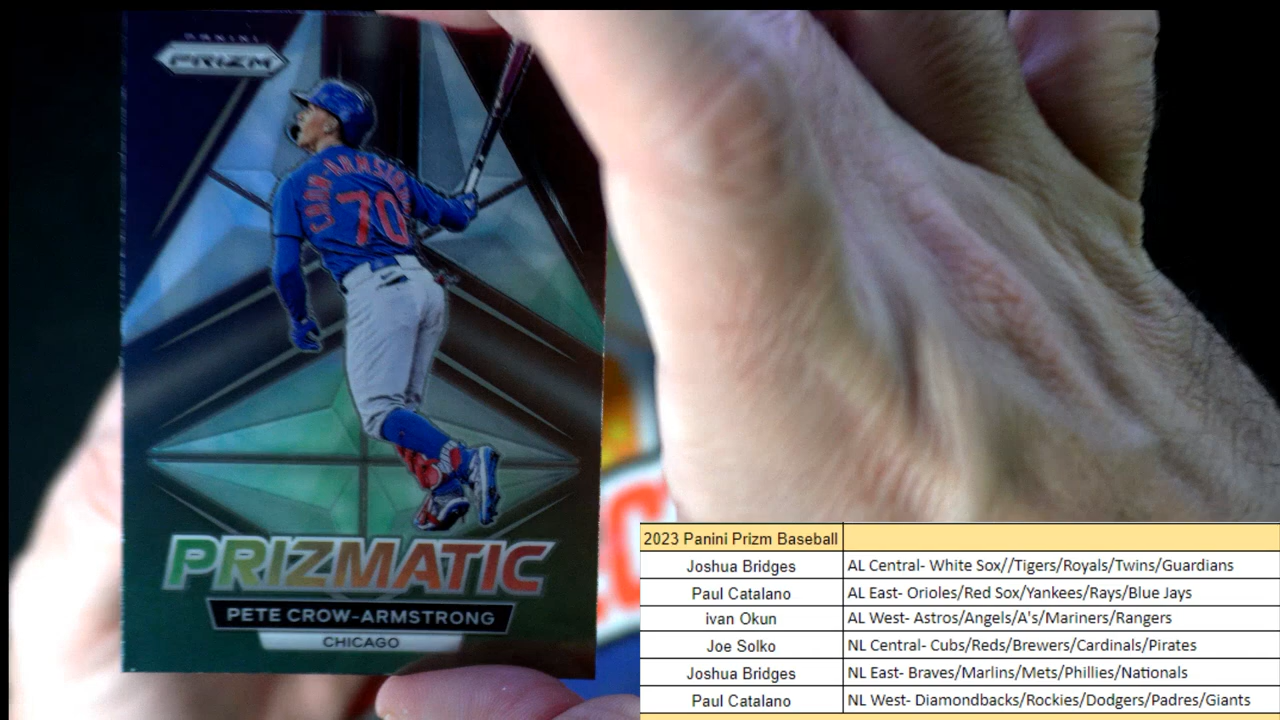 PANINI
PRIZM
CROW-ARMSTRONG
70
PRIZMATIC
PETE CROW-ARMSTRONG
CHICAGO
2023 Panini Prizm Baseball
Joshua Bridges AL Central- White Sox//Tigers/Royals/Twins/Guardians
Paul Catalano AL East- Orioles/Red Sox/Yankees/Rays/Blue Jays
ivan Okun AL West- Astros/Angels/A's/Mariners/Rangers
Joe Solko NL Central- Cubs/Reds/Brewers/Cardinals/Pirates
Joshua Bridges NL East- Braves/Marlins/Mets/Phillies/Nationals
Paul Catalano NL West- Diamondbacks/Rockies/Dodgers/Padres/Giants